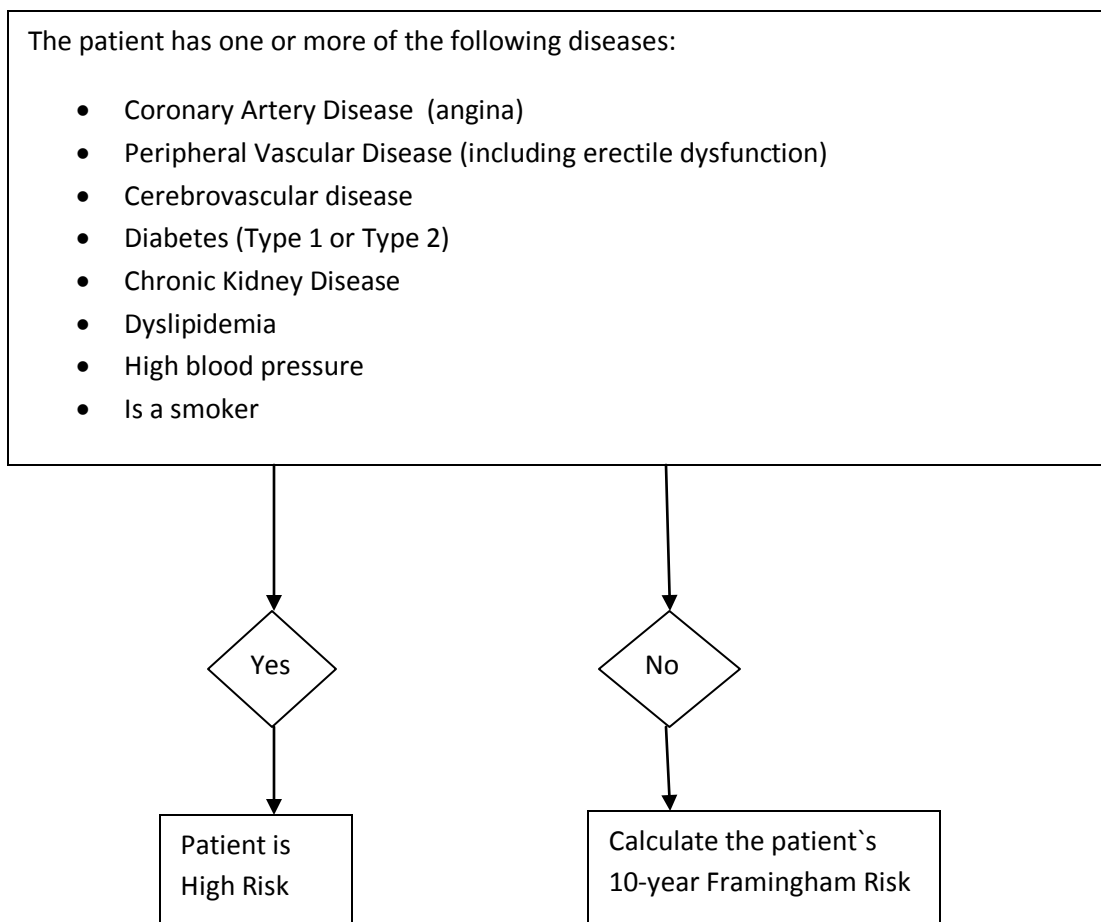 The patient has one or more of the following diseases:
• Coronary Artery Disease  (angina)
• Peripheral Vascular Disease (including erectile dysfunction)
• Cerebrovascular disease
• Diabetes (Type 1 or Type 2)
• Chronic Kidney Disease
• Dyslipidemia
• High blood pressure
• Is a smoker
Yes
No
Patient is
High Risk
Calculate the patient`s
10-year Framingham Risk